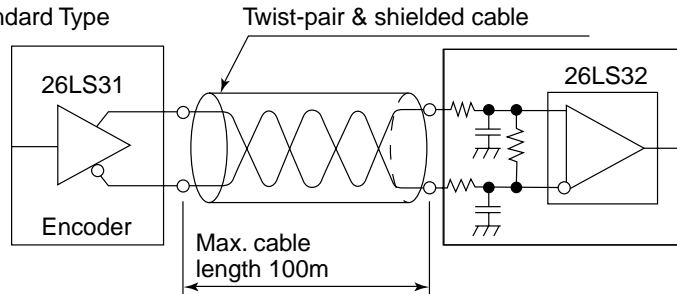 ndard Type
Twist-pair & shielded cable
26LS31
26LS32
Encoder
Max. cable
length 100m